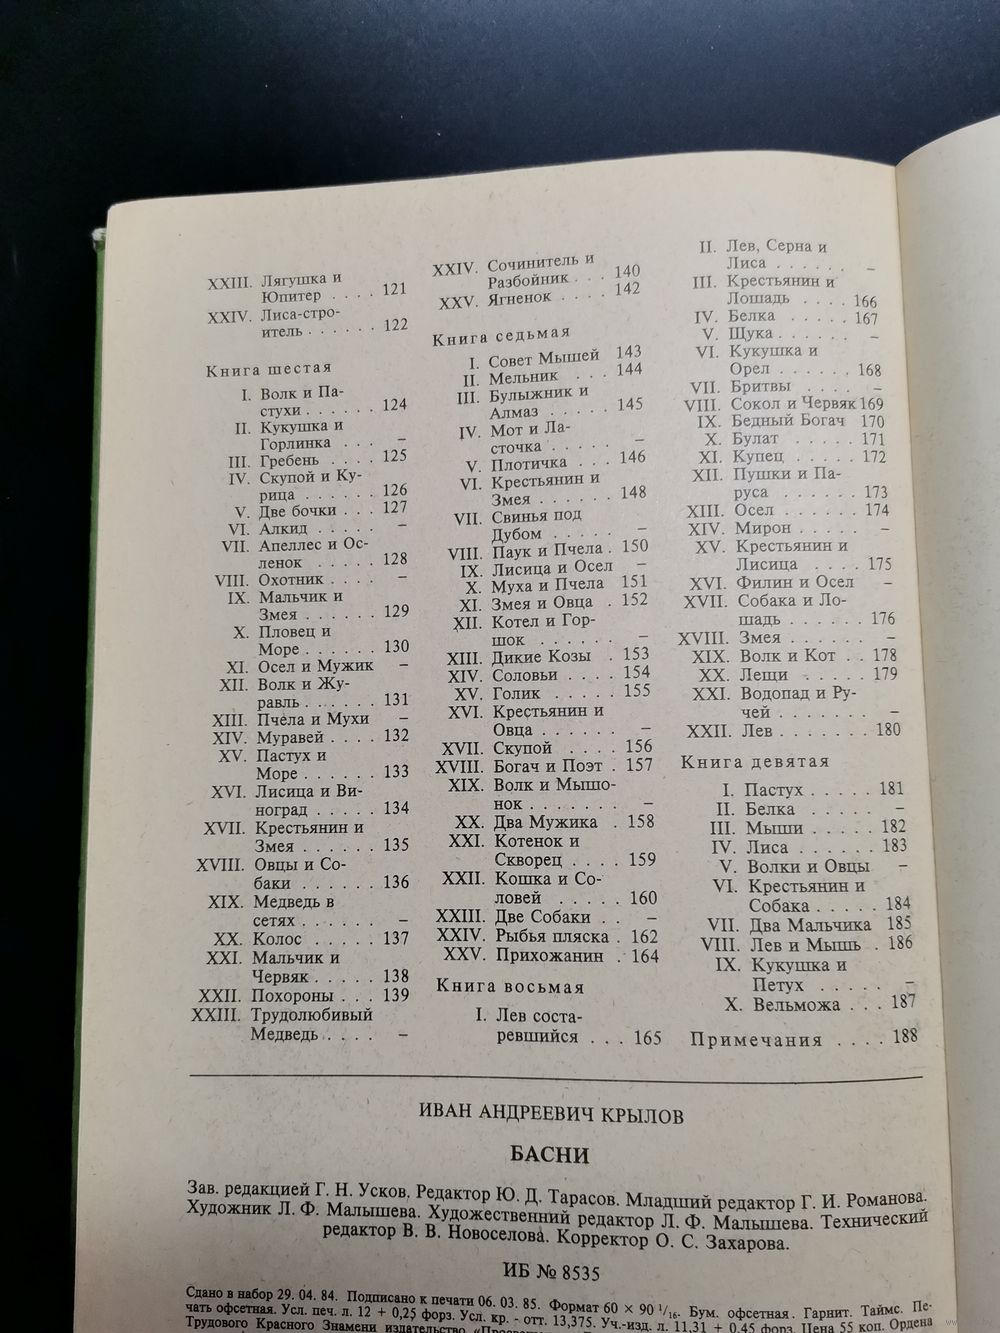 XXIII. Лягушка и
Юпитер . . . . 121
XXIV. Лиса-стро-
итель . . . . . . 122
Книга шестая
I. Волк и Па-
стухи . . . . . . 124
II. Кукушка и
Горлинка . . . –
III. Гребень . . . . 125
IV. Скупой и Ку-
рица . . . . . . 126
V. Две бочки . . . 127
VI. Алкид . . . . . –
VII. Апеллес и Ос-
ленок . . . . . 128
VIII. Охотник . . . . –
IX. Мальчик и
Змея . . . . . . 129
X. Пловец и
Море . . . . . . 130
XI. Осел и Мужик –
XII. Волк и Жу-
равль . . . . . . 131
XIII. Пчела и Мухи –
XIV. Муравей . . . . 132
XV. Пастух и
Море . . . . . . 133
XVI. Лисица и Ви-
ноград . . . . . 134
XVII. Крестьянин и
Змея . . . . . . 135
XVIII. Овцы и Со-
баки . . . . . . 136
XIX. Медведь в
сетях . . . . . . –
XX. Колос . . . . . 137
XXI. Мальчик и
Червяк . . . . . 138
XXII. Похороны . . . 139
XXIII. Трудолюбивый
Медведь . . . . –
XXIV. Сочинитель и
Разбойник . . . 140
XXV. Ягненок . . . . 142
Книга седьмая
I. Совет Мышей 143
II. Мельник . . . 144
III. Булыжник и
Алмаз . . . . . 145
IV. Мот и Ла-
сточка . . . . . –
V. Плотичка . . . 146
VI. Крестьянин и
Змея . . . . . . 148
VII. Свинья под
Дубом . . . . . –
VIII. Паук и Пчела . 150
IX. Лисица и Осел –
X. Муха и Пчела 151
XI. Змея и Овца . 152
XII. Котел и Гор-
шок . . . . . . –
XIII. Дикие Козы . 153
XIV. Соловьи . . . . 154
XV. Голик . . . . . 155
XVI. Крестьянин и
Овца . . . . . . –
XVII. Скупой . . . . 156
XVIII. Богач и Поэт . 157
XIX. Волк и Мышо-
нок . . . . . . . –
XX. Два Мужика . 158
XXI. Котенок и
Скворец . . . . 159
XXII. Кошка и Со-
ловей . . . . . 160
XXIII. Две Собаки . . –
XXIV. Рыбья пляска . 162
XXV. Прихожанин . 164
Книга восьмая
I. Лев соста-
ревшийся . . . 165
II. Лев, Серна и
Лиса . . . . . . –
III. Крестьянин и
Лошадь . . . . 166
IV. Белка . . . . . 167
V. Щука . . . . . . –
VI. Кукушка и
Орел . . . . . . 168
VII. Бритвы . . . . –
VIII. Сокол и Червяк 169
IX. Бедный Богач 170
X. Булат . . . . . 171
XI. Купец . . . . . 172
XII. Пушки и Па-
руса . . . . . . 173
XIII. Осел . . . . . . 174
XIV. Мирон . . . . . –
XV. Крестьянин и
Лисица . . . . 175
XVI. Филин и Осел –
XVII. Собака и Ло-
шадь . . . . . . 176
XVIII. Змея . . . . . . –
XIX. Волк и Кот . . 178
XX. Лещи . . . . . 179
XXI. Водопад и Ру-
чей . . . . . . . –
XXII. Лев . . . . . . . 180
Книга девятая
I. Пастух . . . . . 181
II. Белка . . . . . –
III. Мыши . . . . . 182
IV. Лиса . . . . . . 183
V. Волки и Овцы –
VI. Крестьянин и
Собака . . . . . 184
VII. Два Мальчика 185
VIII. Лев и Мышь . 186
IX. Кукушка и
Петух . . . . . –
X. Вельможа . . . 187
Примечания . . . . 188
ИВАН АНДРЕЕВИЧ КРЫЛОВ
БАСНИ
Зав. редакцией Г. Н. Усков. Редактор Ю. Д. Тарасов. Младший редактор Г. И. Романова.
Художник Л. Ф. Малышева. Художественний редактор Л. Ф. Малышева. Технический
редактор В. В. Новоселова. Корректор О. С. Захарова.
ИБ № 8535
Сдано в набор 29. 04. 84. Подписано к печати 06. 03. 85. Формат 60 × 90 1/16. Бум. офсетная. Гарнит. Таймс. Пе-
чать офсетная. Усл. печ. л. 12 + 0,25 форз. Усл. кр. - отт. 13,375. Уч.-изд. л. 11,31 + 0,45 форз. Цена 55 коп. Ордена
Трудового Красного Знамени издательство